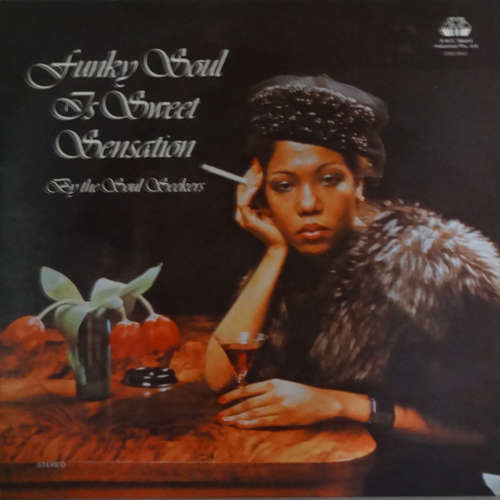 Funky Soul
Is Sweet
Sensation
By the Soul Seekers
STEREO